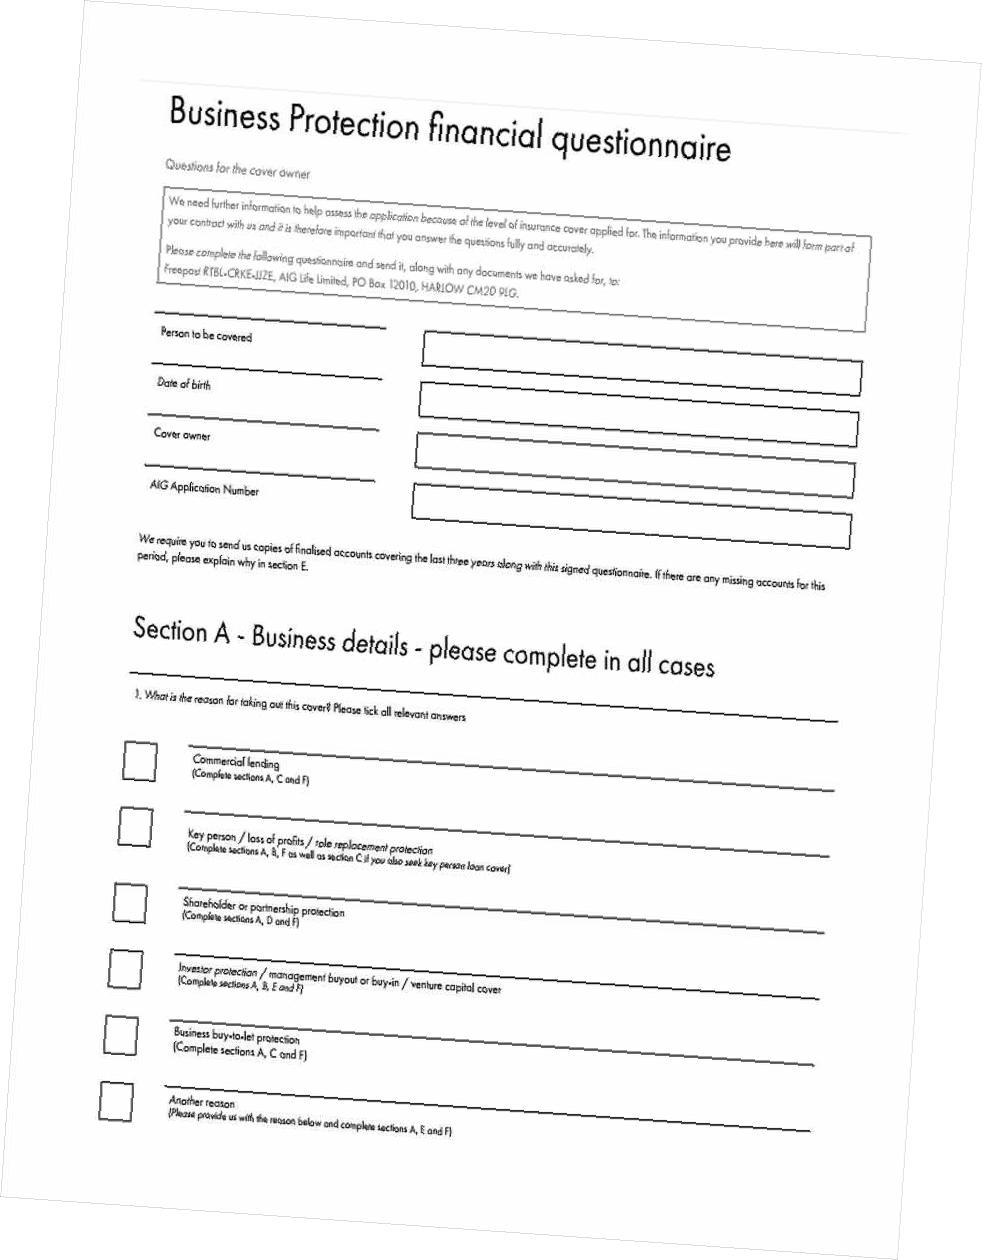 Business Protection financial questionnaire
Questions for the cover owner
We need further information to help assess the application because of the level of insurance cover applied for. The information you provide here will form part of
your contract with us and it is therefore important that you answer the questions fully and accurately.
Please complete the following questionnaire and send it, along with any documents we have asked for, to:
Freepost RTBL-CRKE-JJZE, AIG Life Limited, PO Box 12010, HARLOW CM20 9LG.
Person to be covered
Date of birth
Cover owner
AIG Application Number
We require you to send us copies of finalised accounts covering the last three years along with this signed questionnaire. If there are any missing accounts for this
period, please explain why in section E.
Section A - Business details - please complete in all cases
1. What is the reason for taking out this cover? Please tick all relevant answers
Commercial lending
(Complete sections A, C and F)
Key person / loss of profits / role replacement protection
(Complete sections A, B, F as well as section C if you also seek key person loan cover)
Shareholder or partnership protection
(Complete sections A, D and F)
Investor protection / management buyout or buy-in / venture capital cover
(Complete sections A, B, E and F)
Business buy-to-let protection
(Complete sections A, C and F)
Another reason
(Please provide us with the reason below and complete sections A, E and F)